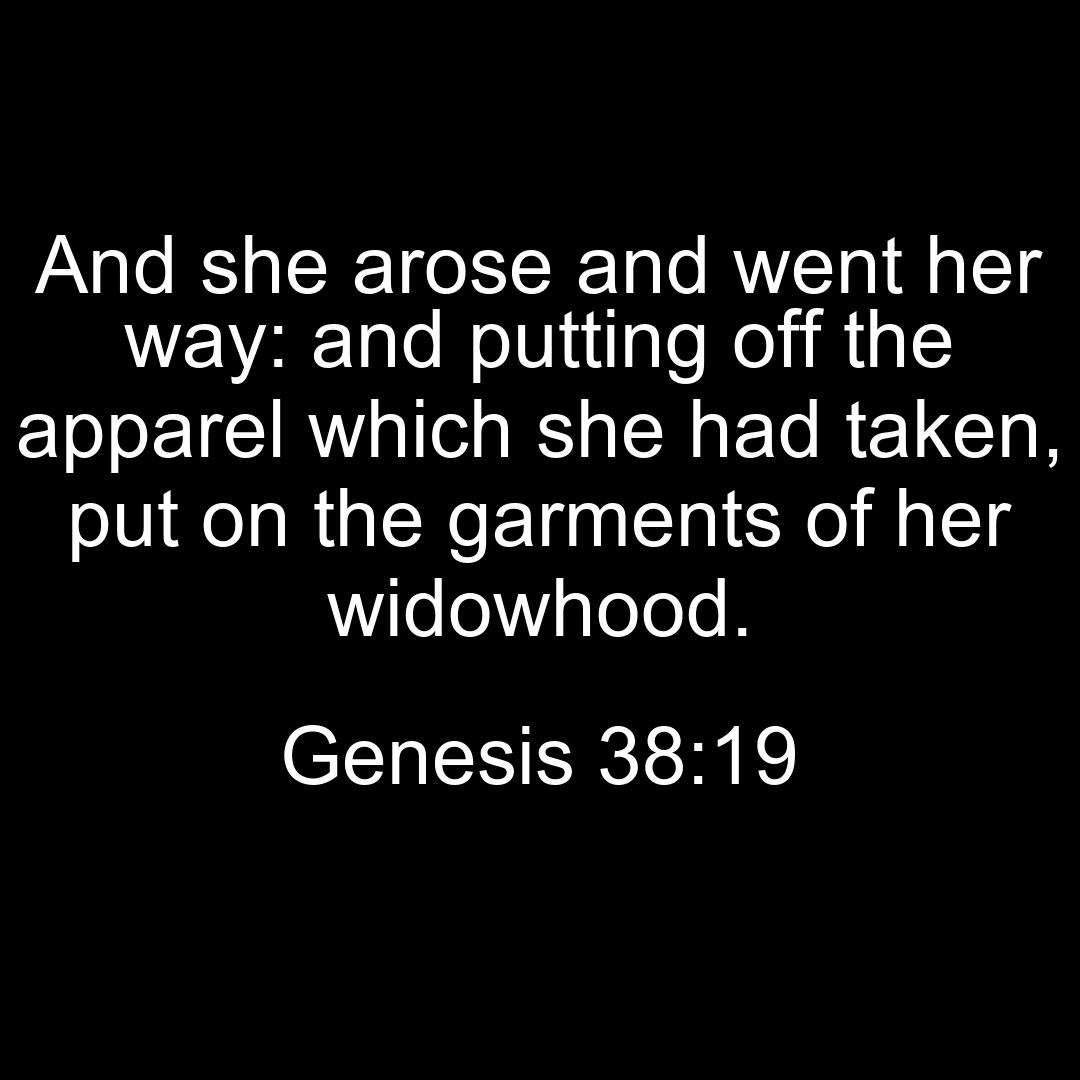 And she arose and went her
way: and putting off the
apparel which she had taken,
put on the garments of her
widowhood.
Genesis 38:19